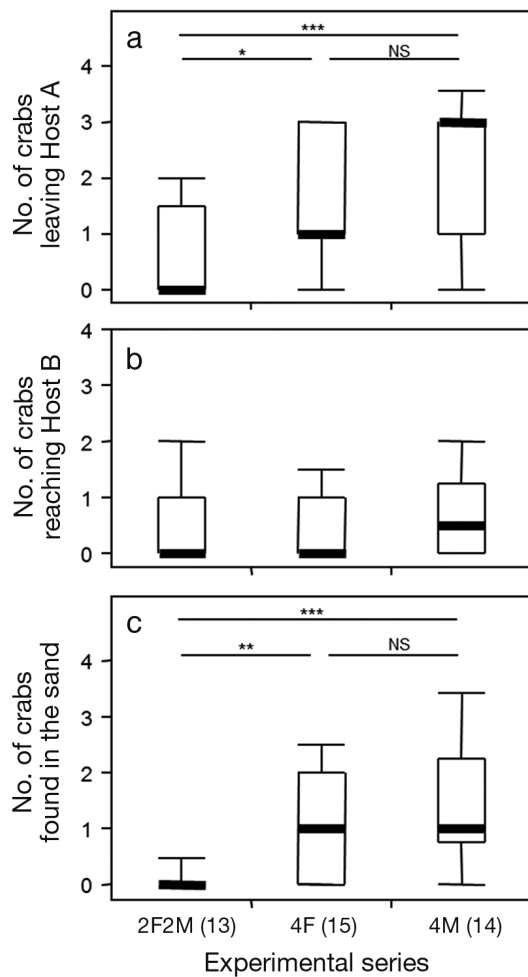 a
***
*
NS
No. of crabs
leaving Host A
4
3
2
1
0
b
No. of crabs
reaching Host B
4
3
2
1
0
c
***
**
NS
No. of crabs
found in the sand
4
3
2
1
0
2F2M (13) 4F (15) 4M (14)
Experimental series